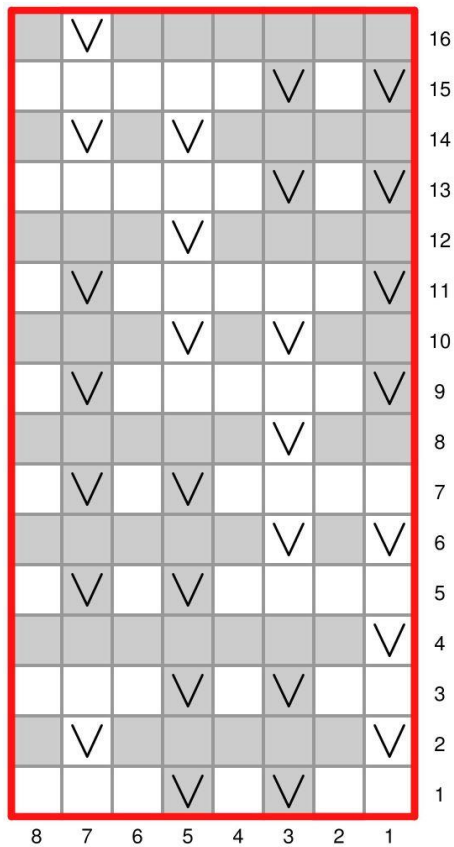 V 16
V V 15
V V 14
V V 13
V 12
V V 11
V V 10
V V 9
V 8
V V 7
V V 6
V V 5
V 4
V V 3
V V 2
V V 1
8 7 6 5 4 3 2 1